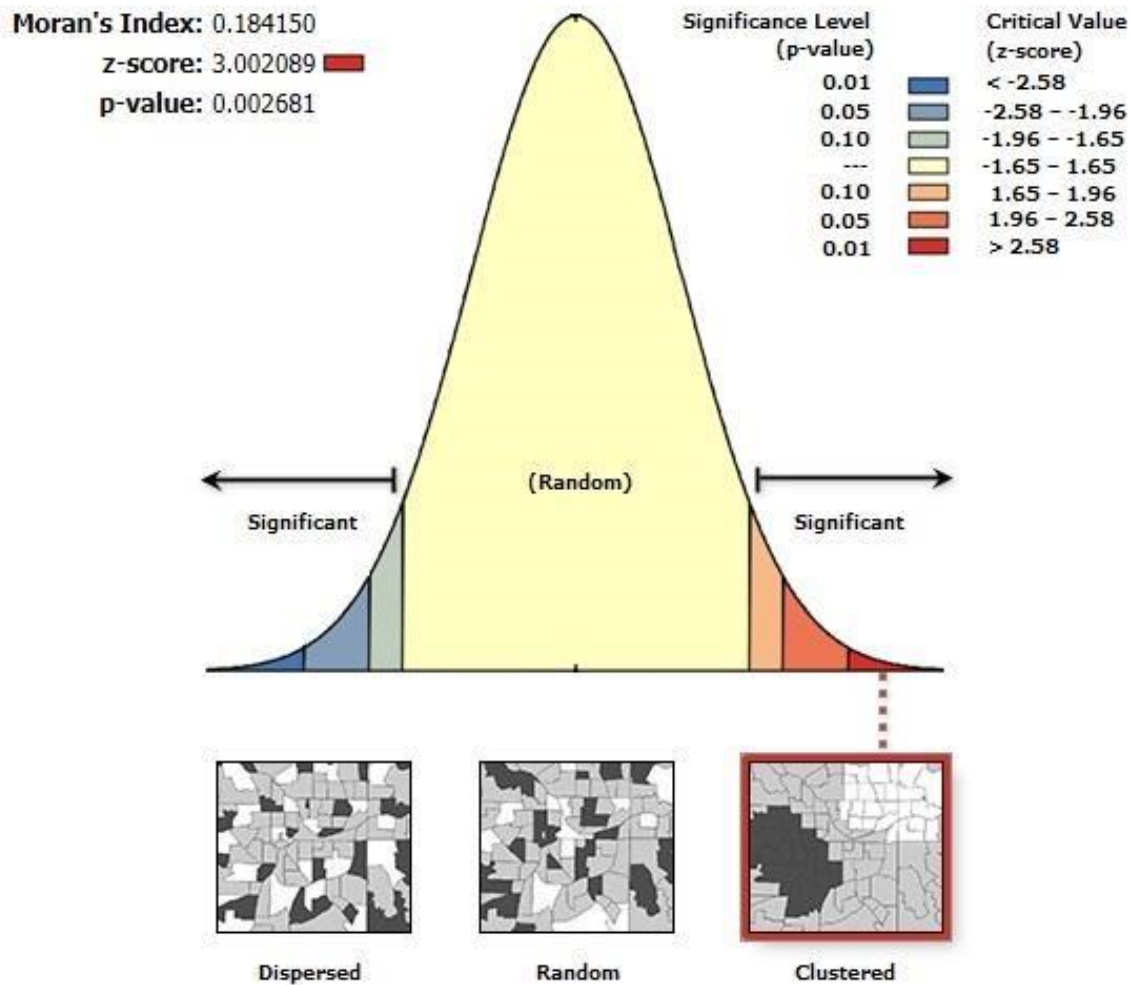 Moran's Index: 0.184150
z-score: 3.002089
p-value: 0.002681
Significance Level Critical Value
(p-value) (z-score)
0.01 < -2.58
0.05 -2.58 – -1.96
0.10 -1.96 – -1.65
--- -1.65 – 1.65
0.10 1.65 – 1.96
0.05 1.96 – 2.58
0.01 > 2.58
(Random)
Significant Significant
Dispersed Random Clustered